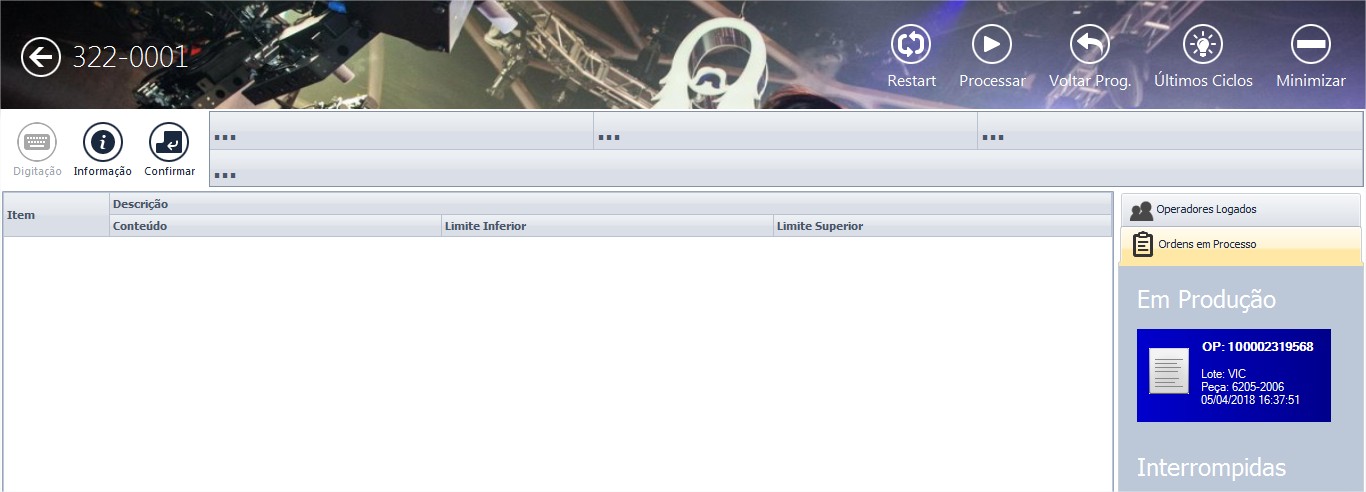 322-0001
Restart
Processar
Voltar Prog.
Últimos Ciclos
Minimizar
Digitação
Informação
Confirmar
...
...
...
...
Item
Descrição
Conteúdo
Limite Inferior
Limite Superior
Operadores Logados
Ordens em Processo
Em Produção
OP: 100002319568
Lote: VIC
Peça: 6205-2006
05/04/2018 16:37:51
Interrompidas